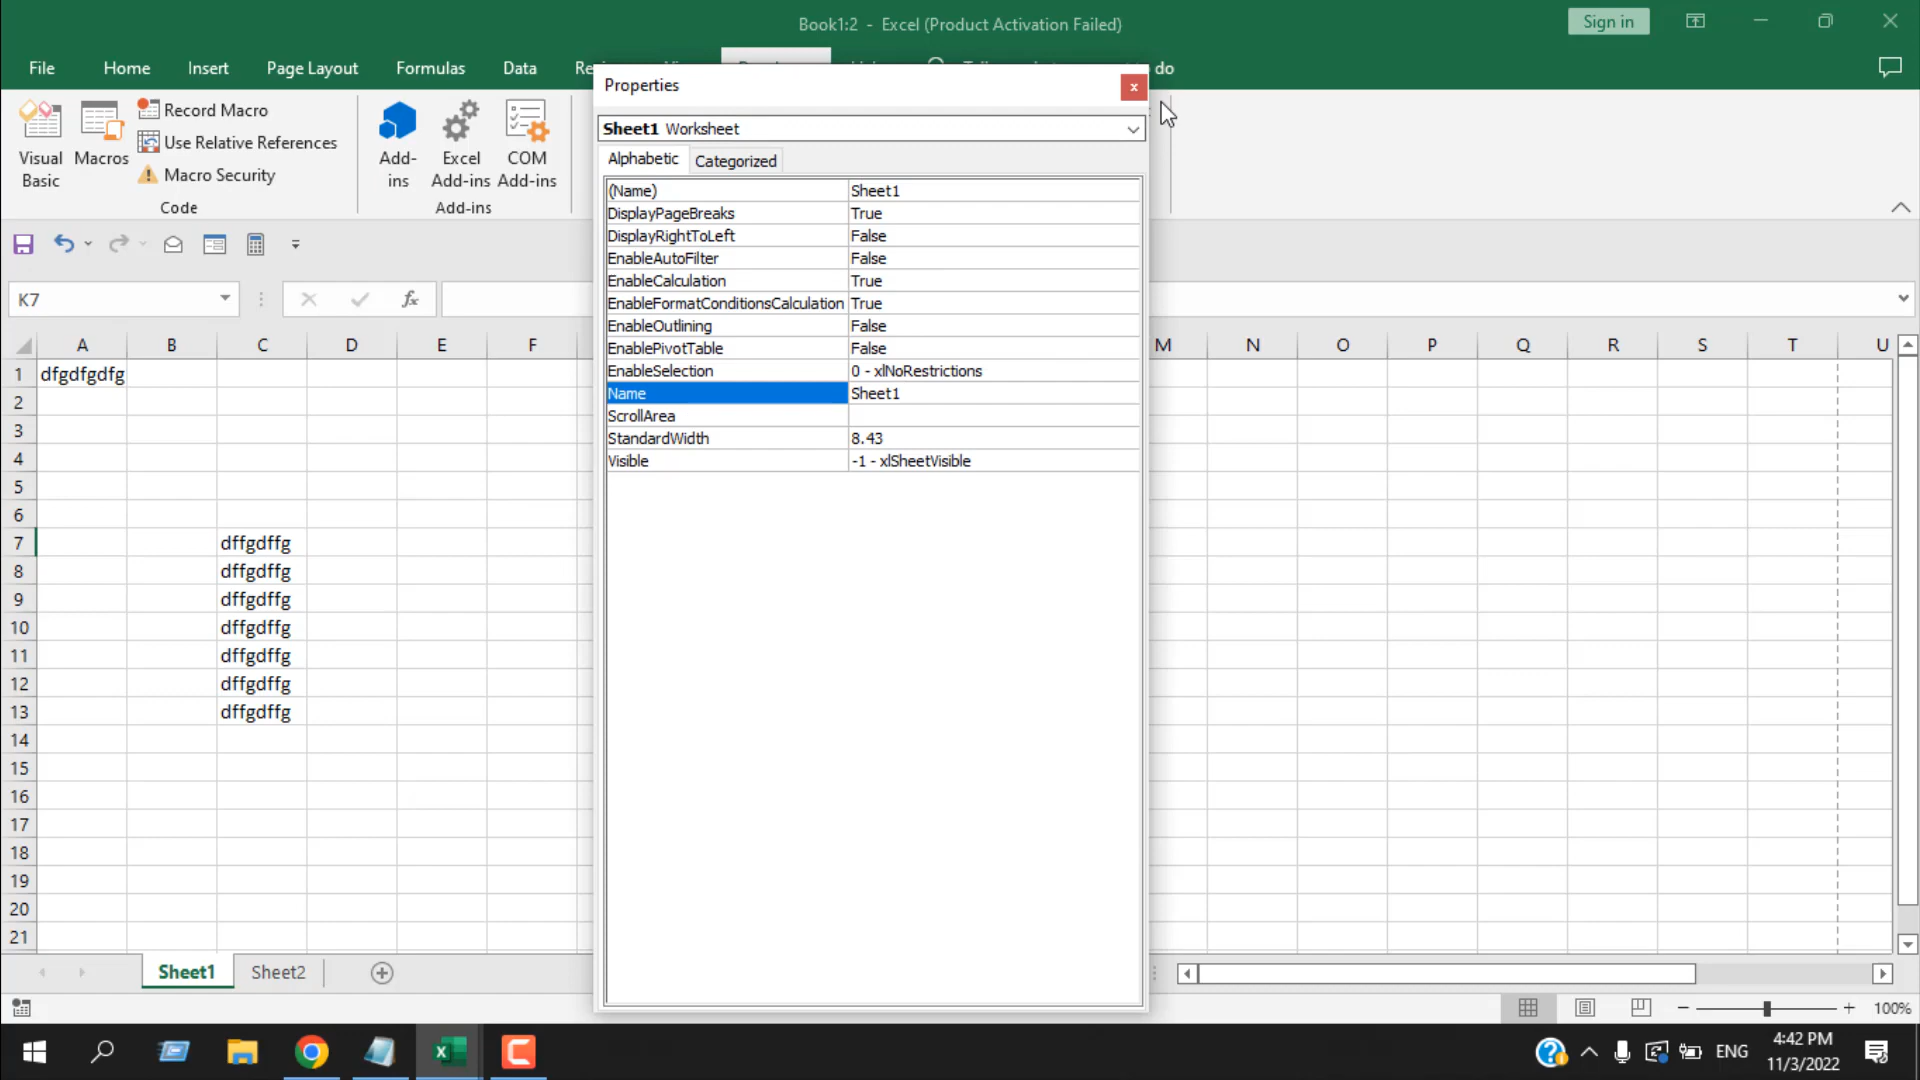 Book1:2 - Excel (Product Activation Failed)
Sign in
File Home Insert Page Layout Formulas Data
do
Properties
Visual Basic
Macros
Record Macro
Use Relative References
Macro Security
Code
Add-ins
Excel Add-ins
COM Add-ins
Add-ins
Sheet1 Worksheet
Alphabetic Categorized
(Name) Sheet1
DisplayPageBreaks True
DisplayRightToLeft False
EnableAutoFilter False
EnableCalculation True
EnableFormatConditionsCalculation True
EnableOutlining False
EnablePivotTable False
EnableSelection 0 - xlNoRestrictions
Name Sheet1
ScrollArea
StandardWidth 8.43
Visible -1 - xlSheetVisible
K7
fx
A B C D E F M N O P Q R S T U
1 dfgdfgdfg
2
3
4
5
6
7 dffgdffg
8 dffgdffg
9 dffgdffg
10 dffgdffg
11 dffgdffg
12 dffgdffg
13 dffgdffg
14
15
16
17
18
19
20
21
Sheet1 Sheet2
100%
ENG
4:42 PM
11/3/2022